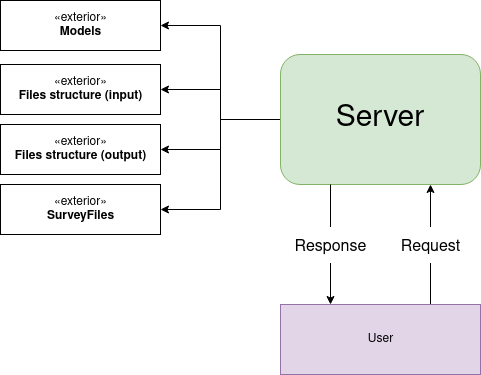 «exterior»
Models
«exterior»
Files structure (input)
«exterior»
Files structure (output)
«exterior»
SurveyFiles
Server
Response
Request
User